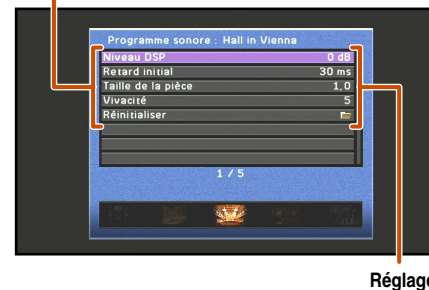 Programme sonore : Hall in Vienna
Niveau DSP 0 dB
Retard initial 30 ms
Taille de la pièce 1,0
Vivacité 5
Réinitialiser
1 / 5
Réglage